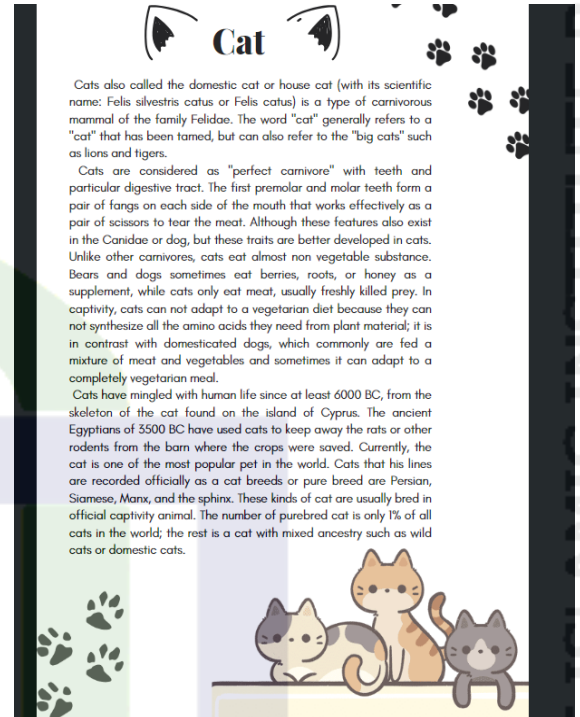 Cat
Cats also called the domestic cat or house cat (with its scientific
name: Felis silvestris catus or Felis catus) is a type of carnivorous
mammal of the family Felidae. The word "cat" generally refers to a
"cat" that has been tamed, but can also refer to the "big cats" such
as lions and tigers.
Cats are considered as "perfect carnivore" with teeth and
particular digestive tract. The first premolar and molar teeth form a
pair of fangs on each side of the mouth that works effectively as a
pair of scissors to tear the meat. Although these features also exist
in the Canidae or dog, but these traits are better developed in cats.
Unlike other carnivores, cats eat almost non vegetable substance.
Bears and dogs sometimes eat berries, roots, or honey as a
supplement, while cats only eat meat, usually freshly killed prey. In
captivity, cats can not adapt to a vegetarian diet because they can
not synthesize all the amino acids they need from plant material; it is
in contrast with domesticated dogs, which commonly are fed a
mixture of meat and vegetables and sometimes it can adapt to a
completely vegetarian meal.
Cats have mingled with human life since at least 6000 BC, from the
skeleton of the cat found on the island of Cyprus. The ancient
Egyptians of 3500 BC have used cats to keep away the rats or other
rodents from the barn where the crops were saved. Currently, the
cat is one of the most popular pet in the world. Cats that his lines
are recorded officially as a cat breeds or pure breed are Persian,
Siamese, Manx, and the sphinx. These kinds of cat are usually bred in
official captivity animal. The number of purebred cat is only 1% of all
cats in the world; the rest is a cat with mixed ancestry such as wild
cats or domestic cats.